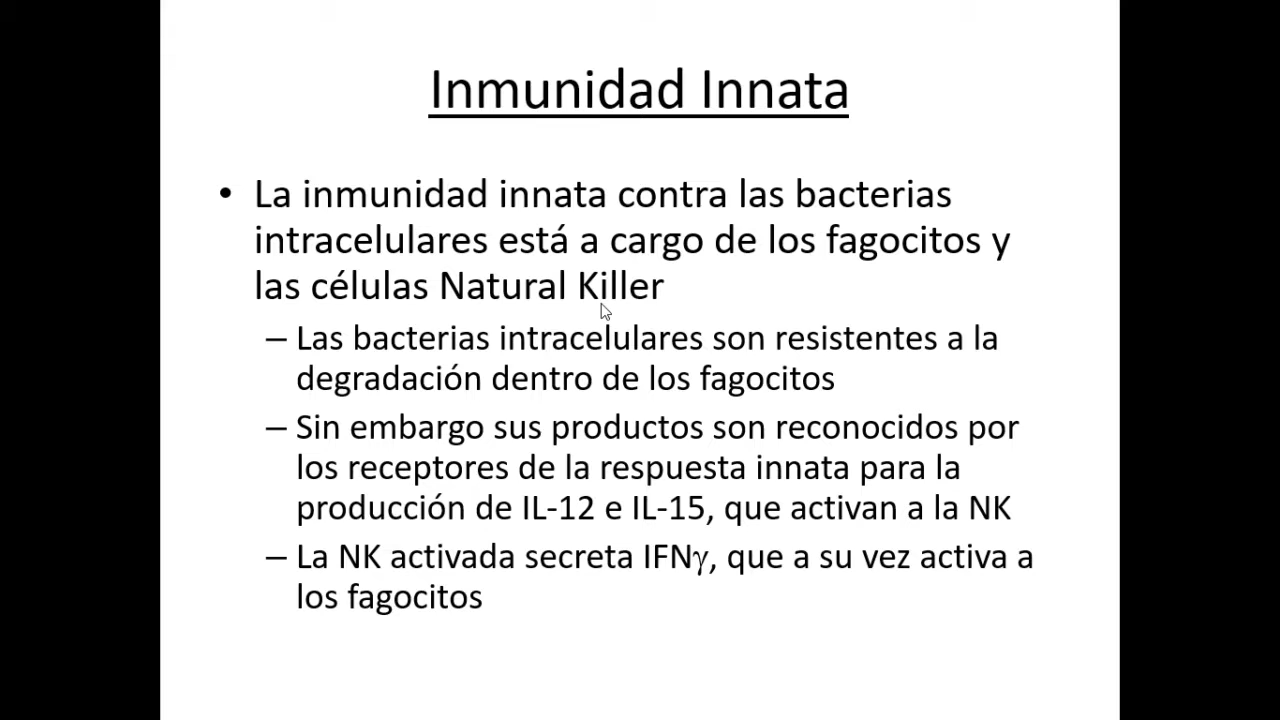 Inmunidad Innata
• La inmunidad innata contra las bacterias
intracelulares está a cargo de los fagocitos y
las células Natural Killer
– Las bacterias intracelulares son resistentes a la
degradación dentro de los fagocitos
– Sin embargo sus productos son reconocidos por
los receptores de la respuesta innata para la
producción de IL-12 e IL-15, que activan a la NK
– La NK activada secreta IFNγ, que a su vez activa a
los fagocitos